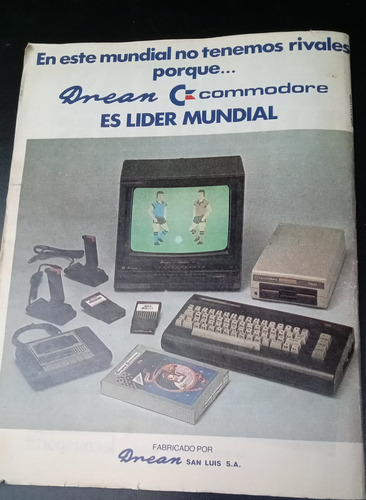 En este mundial no tenemos rivales
porque...
Drean commodore
ES LIDER MUNDIAL
FABRICADO POR
Drean SAN LUIS S.A.